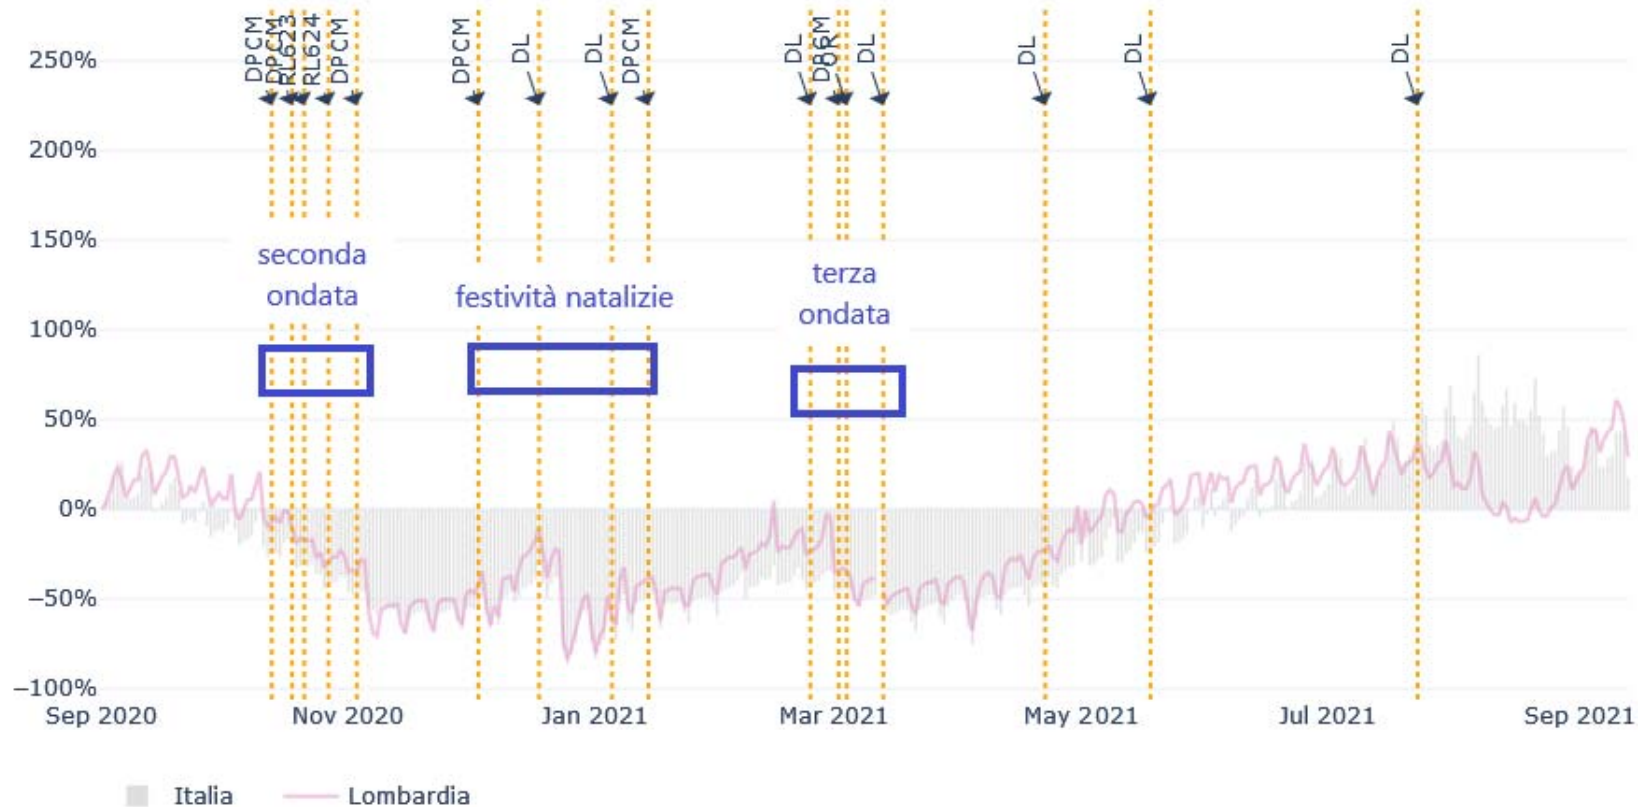 DPCM
DPCM
RL623
RL624
DPCM
DPCM
DL
DL
DPCM
DL
DPCM
OR
DL
DL
DL
DL
250%
200%
150%
100%
50%
0%
−50%
−100%
seconda
ondata
festività natalizie
terza
ondata
Sep 2020
Nov 2020
Jan 2021
Mar 2021
May 2021
Jul 2021
Sep 2021
Italia
Lombardia